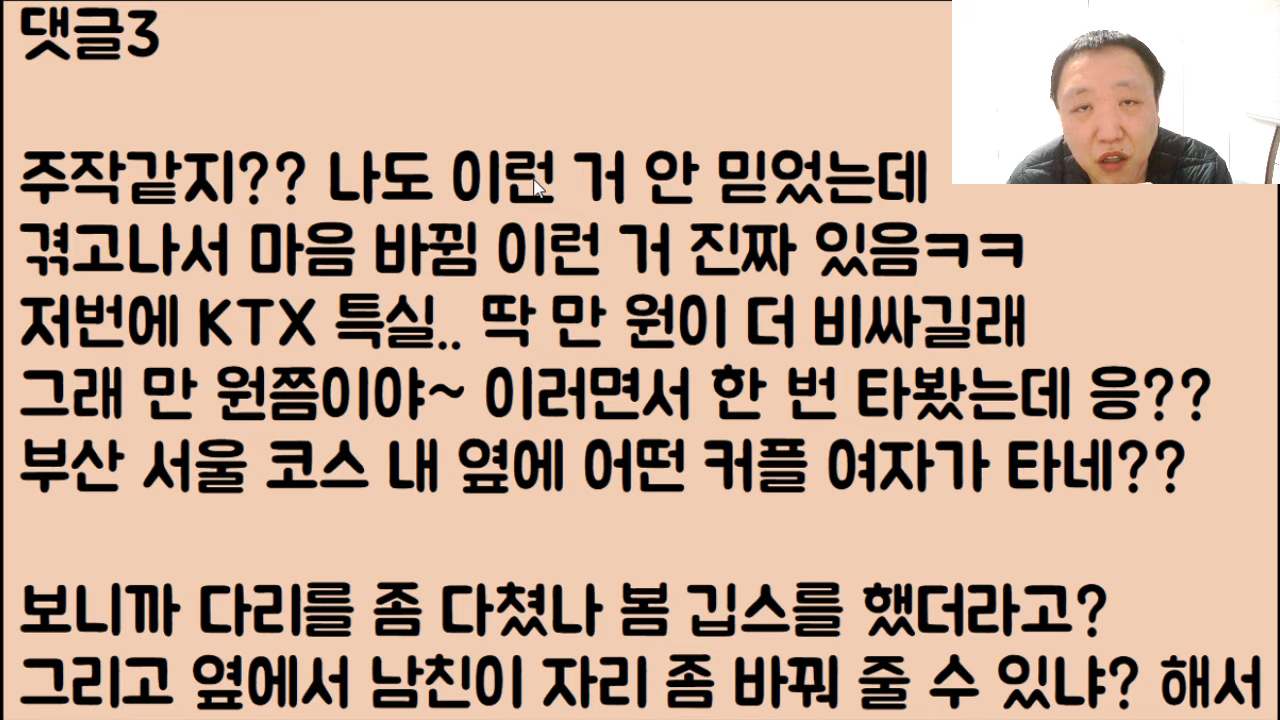 댓글3
주작같지?? 나도 이런 거 안 믿었는데
겪고나서 마음 바뀜 이런 거 진짜 있음ㅋㅋ
저번에 KTX 특실.. 딱 만 원이 더 비싸길래
그래 만 원쯤이야~ 이러면서 한 번 타봤는데 응??
부산 서울 코스 내 옆에 어떤 커플 여자가 타네??
보니까 다리를 좀 다쳤나 봄 깁스를 했더라고?
그리고 옆에서 남친이 자리 좀 바꿔 줄 수 있냐? 해서